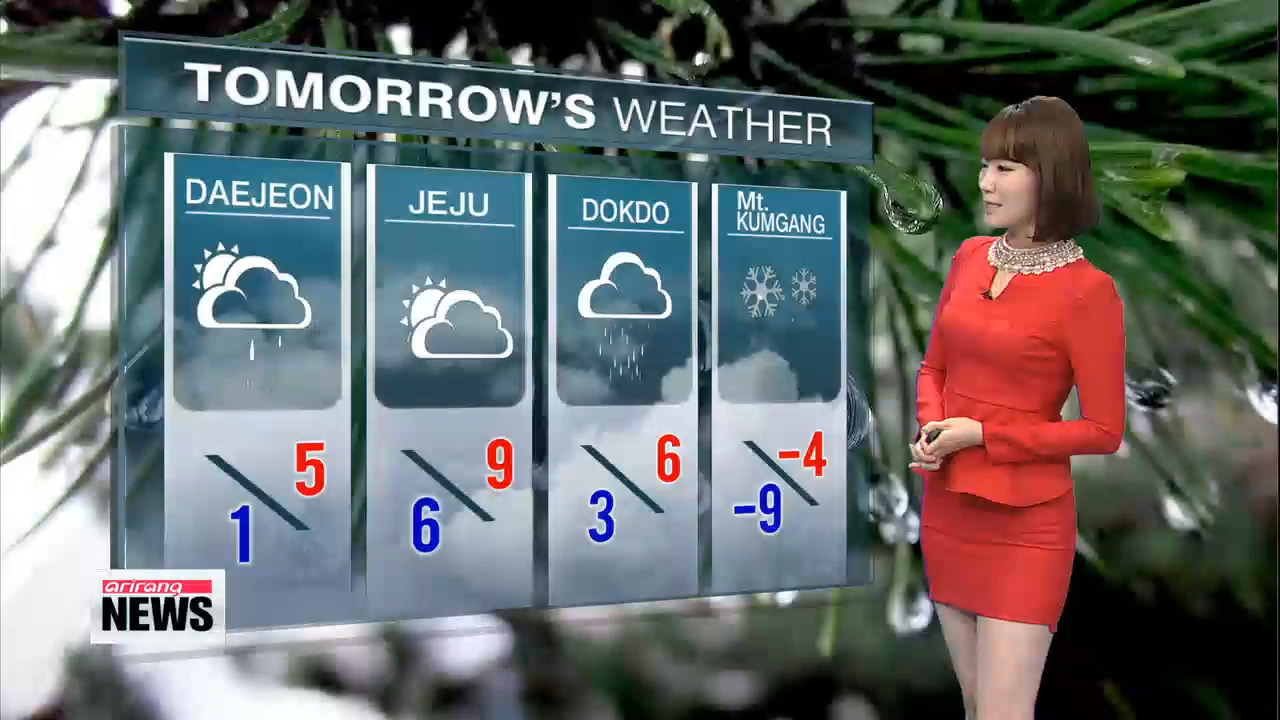 TOMORROW'S WEATHER
DAEJEON
5
1
JEJU
9
6
DOKDO
6
3
Mt.
KUMGANG
-4
-9
arirang
NEWS